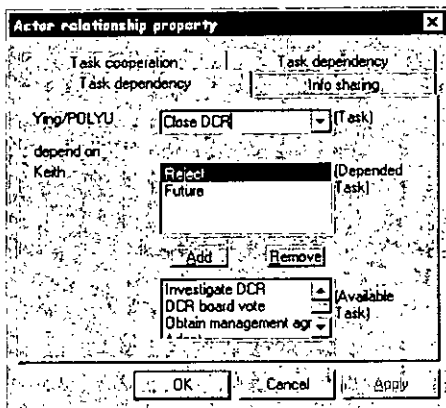 Actor relationship property
Task cooperation Task dependency
Task dependency Info sharing
Ying/POLYU Close DCR (Task)
depend on
Keith Reject (Depended
Future Task)
Add Remove
Investigate DCR
DCR board vote (Available
Obtain management agr Task)
OK Cancel Apply